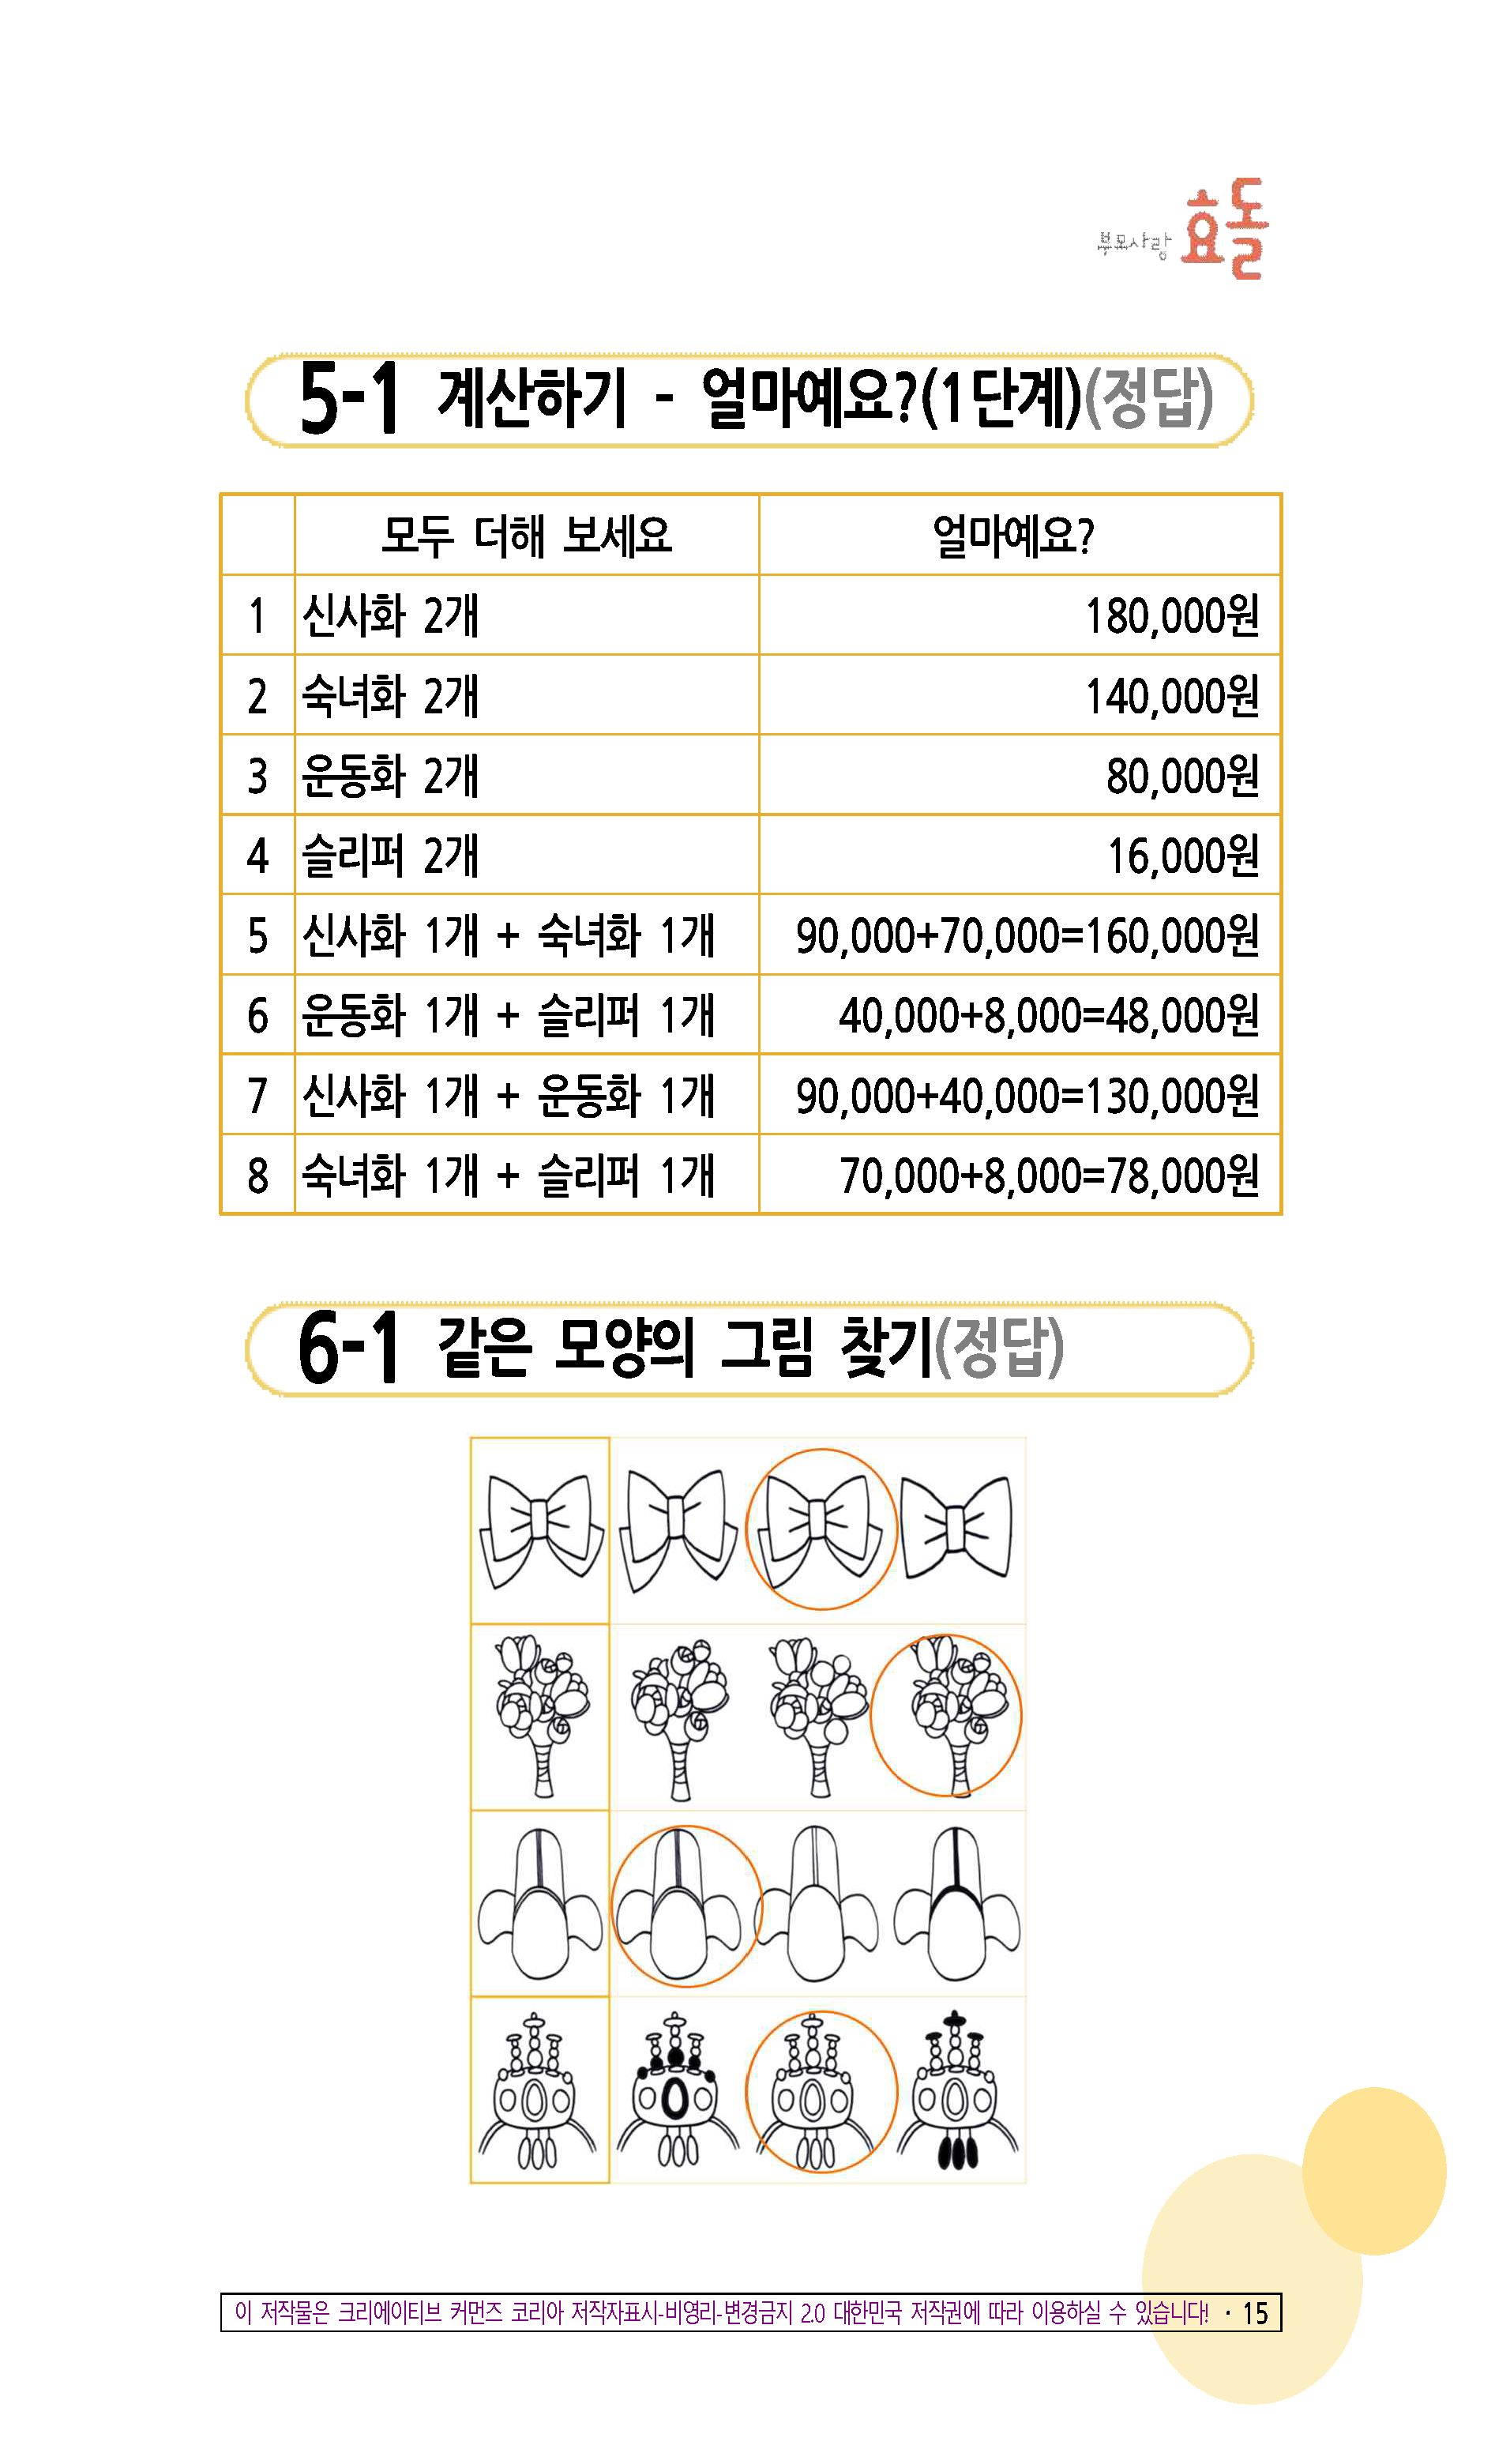 부모사랑 효돌
5-1 계산하기 - 얼마예요?(1단계)(정답)
모두 더해 보세요 얼마예요?
1 신사화 2개 180,000원
2 숙녀화 2개 140,000원
3 운동화 2개 80,000원
4 슬리퍼 2개 16,000원
5 신사화 1개 + 숙녀화 1개 90,000+70,000=160,000원
6 운동화 1개 + 슬리퍼 1개 40,000+8,000=48,000원
7 신사화 1개 + 운동화 1개 90,000+40,000=130,000원
8 숙녀화 1개 + 슬리퍼 1개 70,000+8,000=78,000원
6-1 같은 모양의 그림 찾기(정답)
이 저작물은 크리에이티브 커먼즈 코리아 저작자표시-비영리-변경금지 2.0 대한민국 저작권에 따라 이용하실 수 있습니다! · 15